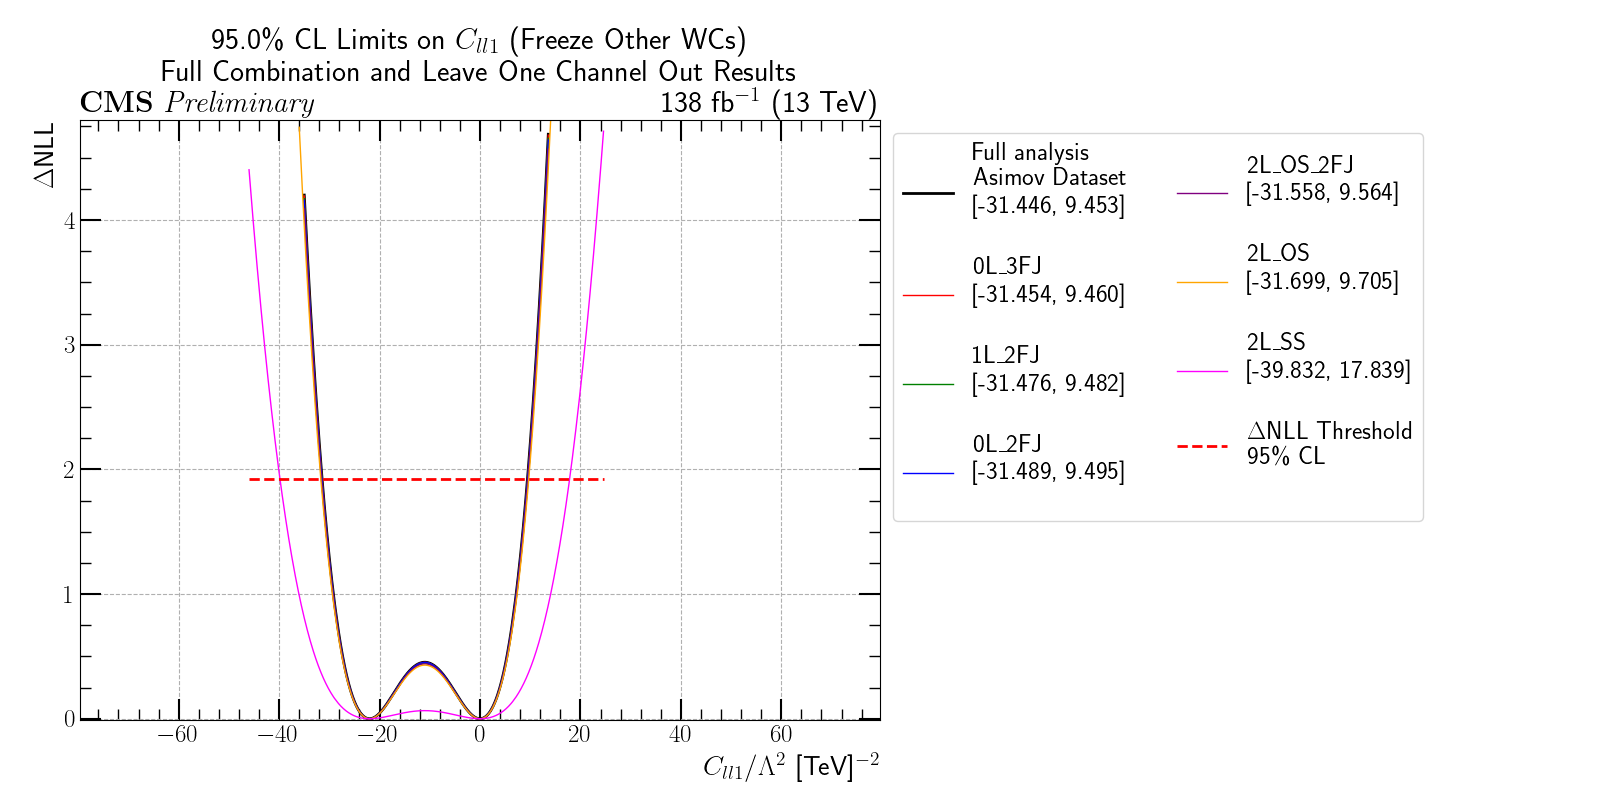 95.0% CL Limits on C_{ll1} (Freeze Other WCs)
Full Combination and Leave One Channel Out Results
CMS Preliminary
138 fb^{-1} (13 TeV)
ΔNLL
4
3
2
1
0
−60
−40
−20
0
20
40
60
C_{ll1}/Λ^2 [TeV]^{−2}
Full analysis
Asimov Dataset
[-31.446, 9.453]
0L_3FJ
[-31.454, 9.460]
1L_2FJ
[-31.476, 9.482]
0L_2FJ
[-31.489, 9.495]
2L_OS_2FJ
[-31.558, 9.564]
2L_OS
[-31.699, 9.705]
2L_SS
[-39.832, 17.839]
ΔNLL Threshold
95% CL